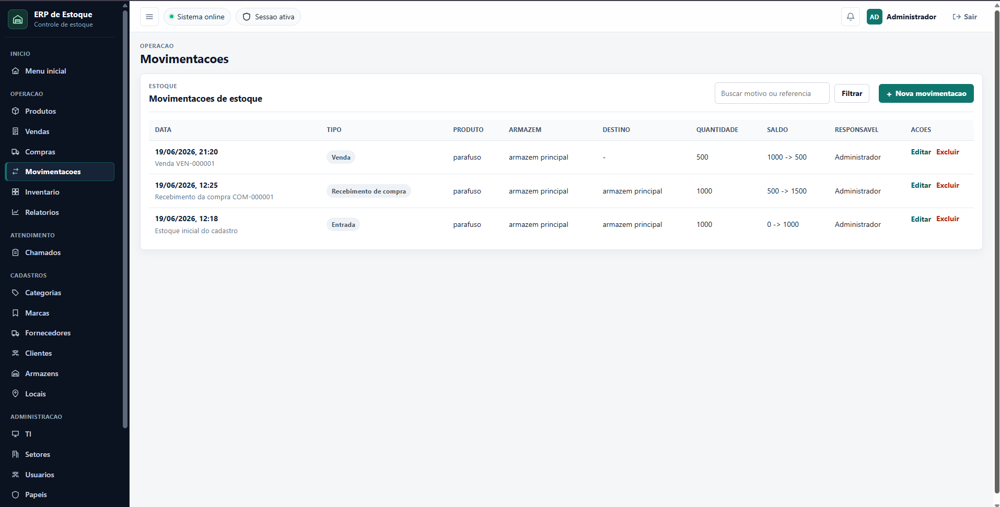 ERP de Estoque
Controle de estoque
INICIO
Menu inicial
OPERACAO
Produtos
Vendas
Compras
Movimentacoes
Inventario
Relatorios
ATENDIMENTO
Chamados
CADASTROS
Categorias
Marcas
Fornecedores
Clientes
Armazens
Locais
ADMINISTRACAO
TI
Setores
Usuarios
Papeis
Sistema online
Sessao ativa
AD Administrador
Sair
OPERACAO
Movimentacoes
ESTOQUE
Movimentacoes de estoque
Buscar motivo ou referencia
Filtrar
+ Nova movimentacao
DATA TIPO PRODUTO ARMAZEM DESTINO QUANTIDADE SALDO RESPONSAVEL ACOES
19/06/2026, 21:20
Venda VEN-000001
Venda parafuso armazem principal - 500 1000 -> 500 Administrador Editar Excluir
19/06/2026, 12:25
Recebimento da compra COM-000001
Recebimento de compra parafuso armazem principal armazem principal 1000 500 -> 1500 Administrador Editar Excluir
19/06/2026, 12:18
Estoque inicial do cadastro
Entrada parafuso armazem principal armazem principal 1000 0 -> 1000 Administrador Editar Excluir